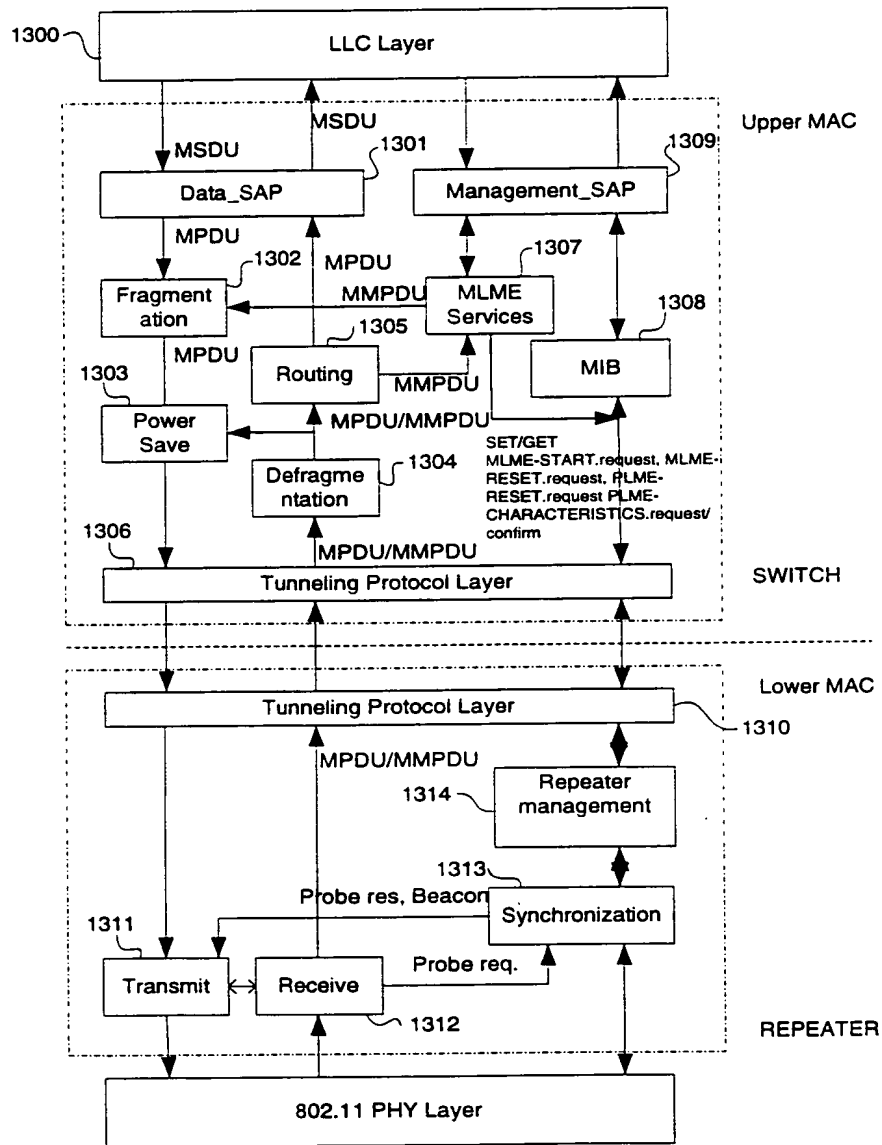 1300
LLC Layer
Upper MAC
MSDU
MSDU
1301
1309
Data_SAP
Management_SAP
MPDU
MPDU
1302
1307
Fragment
ation
MMPDU
MLME
Services
1308
MPDU
1305
MIB
1303
Routing
MMPDU
Power
Save
MPDU/MMPDU
1304
Defragme
ntation
SET/GET
MLME-START.request, MLME-
RESET.request, PLME-
RESET.request PLME-
CHARACTERISTICS.request/
confirm
1306
MPDU/MMPDU
Tunneling Protocol Layer
SWITCH
Lower MAC
Tunneling Protocol Layer
1310
MPDU/MMPDU
1314
Repeater
management
1313
Probe res, Beacon
Synchronization
1311
Transmit
Receive
Probe req.
1312
REPEATER
802.11 PHY Layer